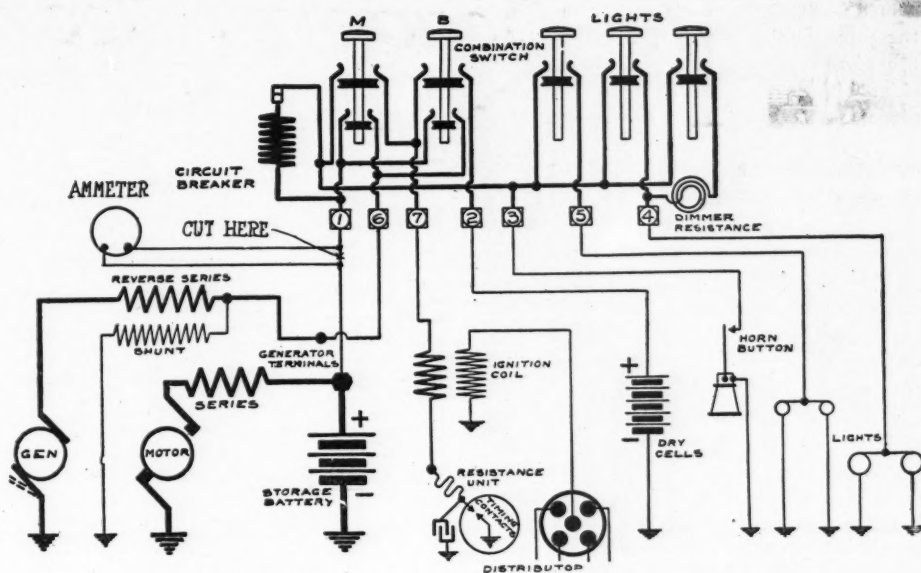 M B LIGHTS
COMBINATION
SWITCH
CIRCUIT
BREAKER
AMMETER
CUT HERE
1 6 7 2 3 5 4
DIMMER
RESISTANCE
REVERSE SERIES
SHUNT
GENERATOR
TERMINALS
IGNITION
COIL
HORN
BUTTON
SERIES
+
+
GEN
MOTOR
-
-
STORAGE
BATTERY
RESISTANCE
UNIT
TIMING
CONTACTS
DRY
CELLS
LIGHTS
DISTRIBUTOR